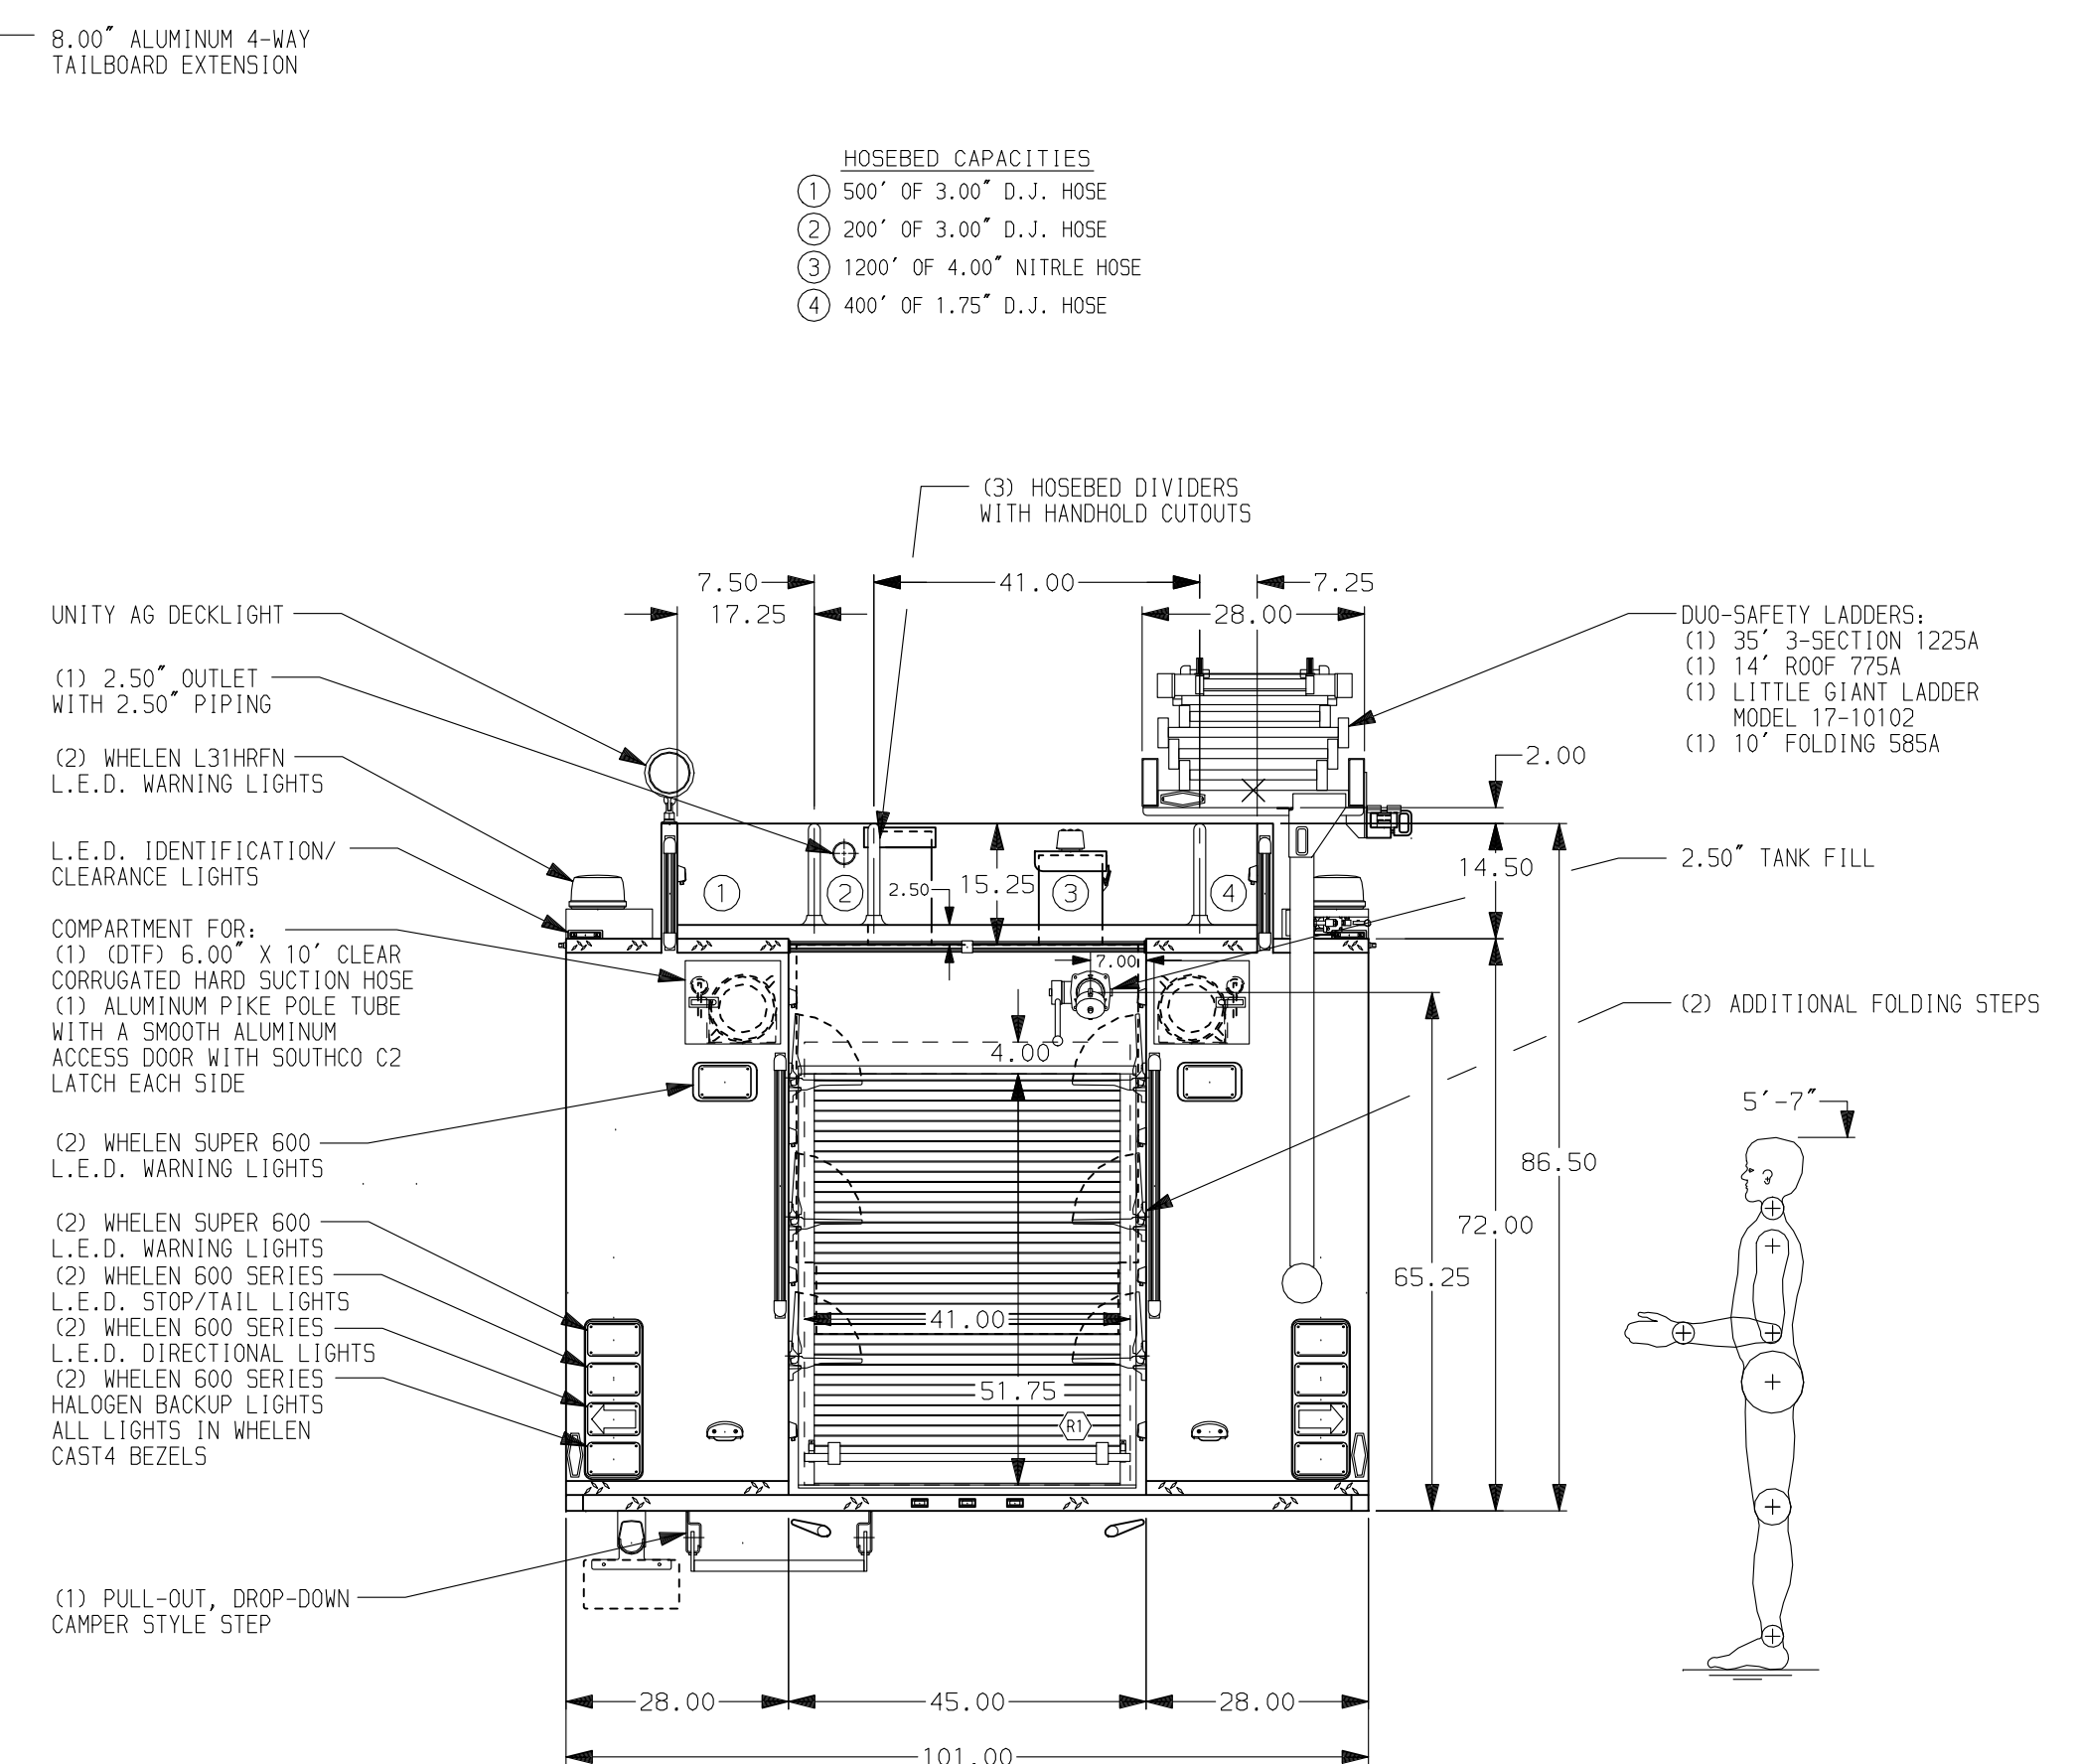 8.00″ ALUMINUM 4-WAY
TAILBOARD EXTENSION
HOSEBED CAPACITIES
1 500′ OF 3.00″ D.J. HOSE
2 200′ OF 3.00″ D.J. HOSE
3 1200′ OF 4.00″ NITRLE HOSE
4 400′ OF 1.75″ D.J. HOSE
(3) HOSEBED DIVIDERS
WITH HANDHOLD CUTOUTS
7.50
41.00
7.25
17.25
28.00
UNITY AG DECKLIGHT
(1) 2.50″ OUTLET
WITH 2.50″ PIPING
(2) WHELEN L31HRFN
L.E.D. WARNING LIGHTS
L.E.D. IDENTIFICATION/
CLEARANCE LIGHTS
COMPARTMENT FOR:
(1) (DTF) 6.00″ X 10′ CLEAR
CORRUGATED HARD SUCTION HOSE
(1) ALUMINUM PIKE POLE TUBE
WITH A SMOOTH ALUMINUM
ACCESS DOOR WITH SOUTHCO C2
LATCH EACH SIDE
(2) WHELEN SUPER 600
L.E.D. WARNING LIGHTS
(2) WHELEN SUPER 600
L.E.D. WARNING LIGHTS
(2) WHELEN 600 SERIES
L.E.D. STOP/TAIL LIGHTS
(2) WHELEN 600 SERIES
L.E.D. DIRECTIONAL LIGHTS
(2) WHELEN 600 SERIES
HALOGEN BACKUP LIGHTS
ALL LIGHTS IN WHELEN
CAST4 BEZELS
(1) PULL-OUT, DROP-DOWN
CAMPER STYLE STEP
DUO-SAFETY LADDERS:
(1) 35′ 3-SECTION 1225A
(1) 14′ ROOF 775A
(1) LITTLE GIANT LADDER
MODEL 17-10102
(1) 10′ FOLDING 585A
2.00
2.50″ TANK FILL
14.50
1
2
2.50
15.25
3
4
7.00
(2) ADDITIONAL FOLDING STEPS
4.00
5′-7″
86.50
72.00
65.25
41.00
51.75
R1
28.00
45.00
28.00
101.00